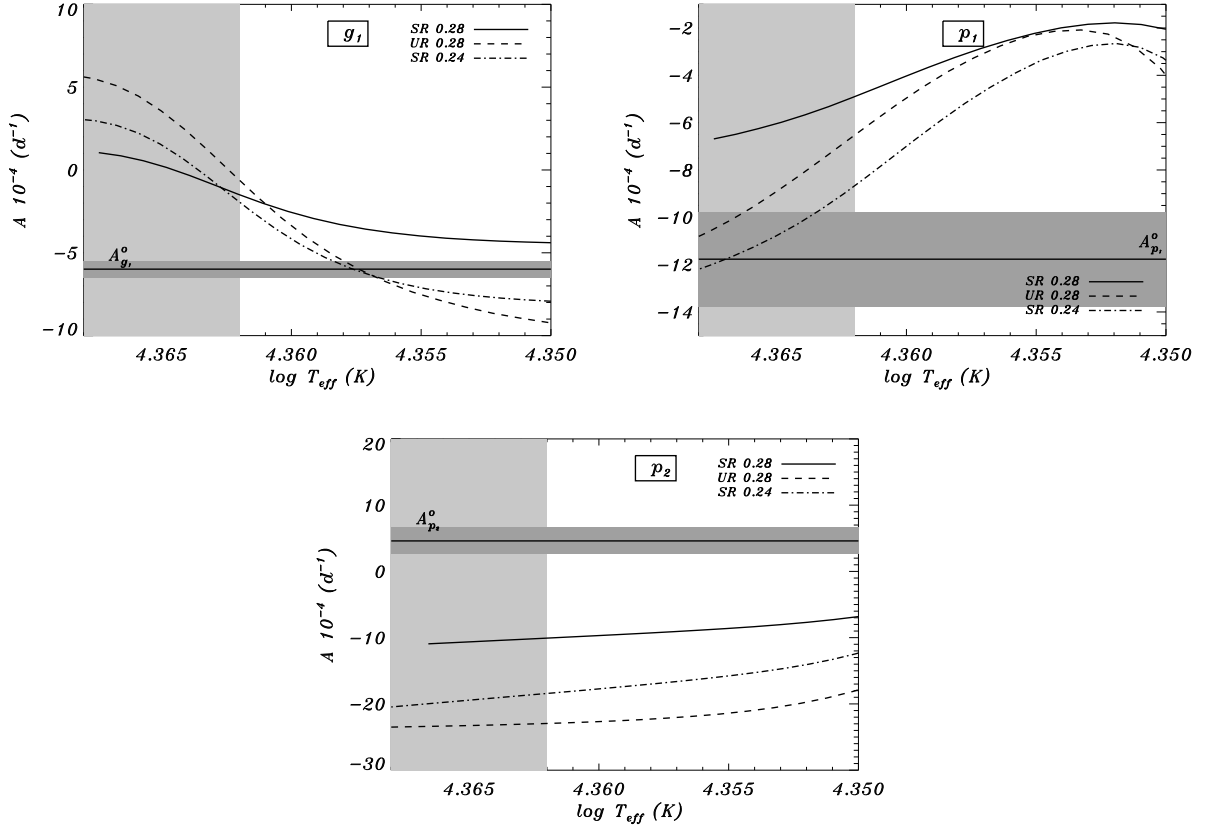 g₁
SR 0.28
UR 0.28
SR 0.24
10
5
0
−5
−10
A 10⁻⁴ (d⁻¹)
A°g₁
4.365 4.360 4.355 4.350
log Teff (K)
p₁
−2
−4
−6
−8
−10
−12
−14
A 10⁻⁴ (d⁻¹)
A°p₁
SR 0.28
UR 0.28
SR 0.24
4.365 4.360 4.355 4.350
log Teff (K)
p₂
SR 0.28
UR 0.28
SR 0.24
20
10
0
−10
−20
−30
A 10⁻⁴ (d⁻¹)
A°p₂
4.365 4.360 4.355 4.350
log Teff (K)